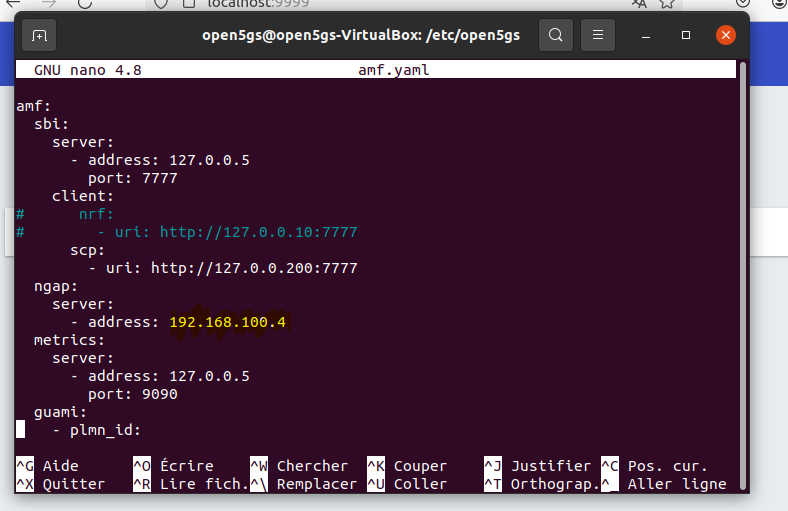 localhost:9999
open5gs@open5gs-VirtualBox: /etc/open5gs
GNU nano 4.8 amf.yaml
amf:
  sbi:
    server:
      - address: 127.0.0.5
        port: 7777
    client:
#      nrf:
#        - uri: http://127.0.0.10:7777
      scp:
        - uri: http://127.0.0.200:7777
  ngap:
    server:
      - address: 192.168.100.4
  metrics:
    server:
      - address: 127.0.0.5
        port: 9090
  guami:
    - plmn_id:
^G Aide ^O Écrire ^W Chercher ^K Couper ^J Justifier ^C Pos. cur.
^X Quitter ^R Lire fich. ^\ Remplacer ^U Coller ^T Orthograp. ^_ Aller ligne